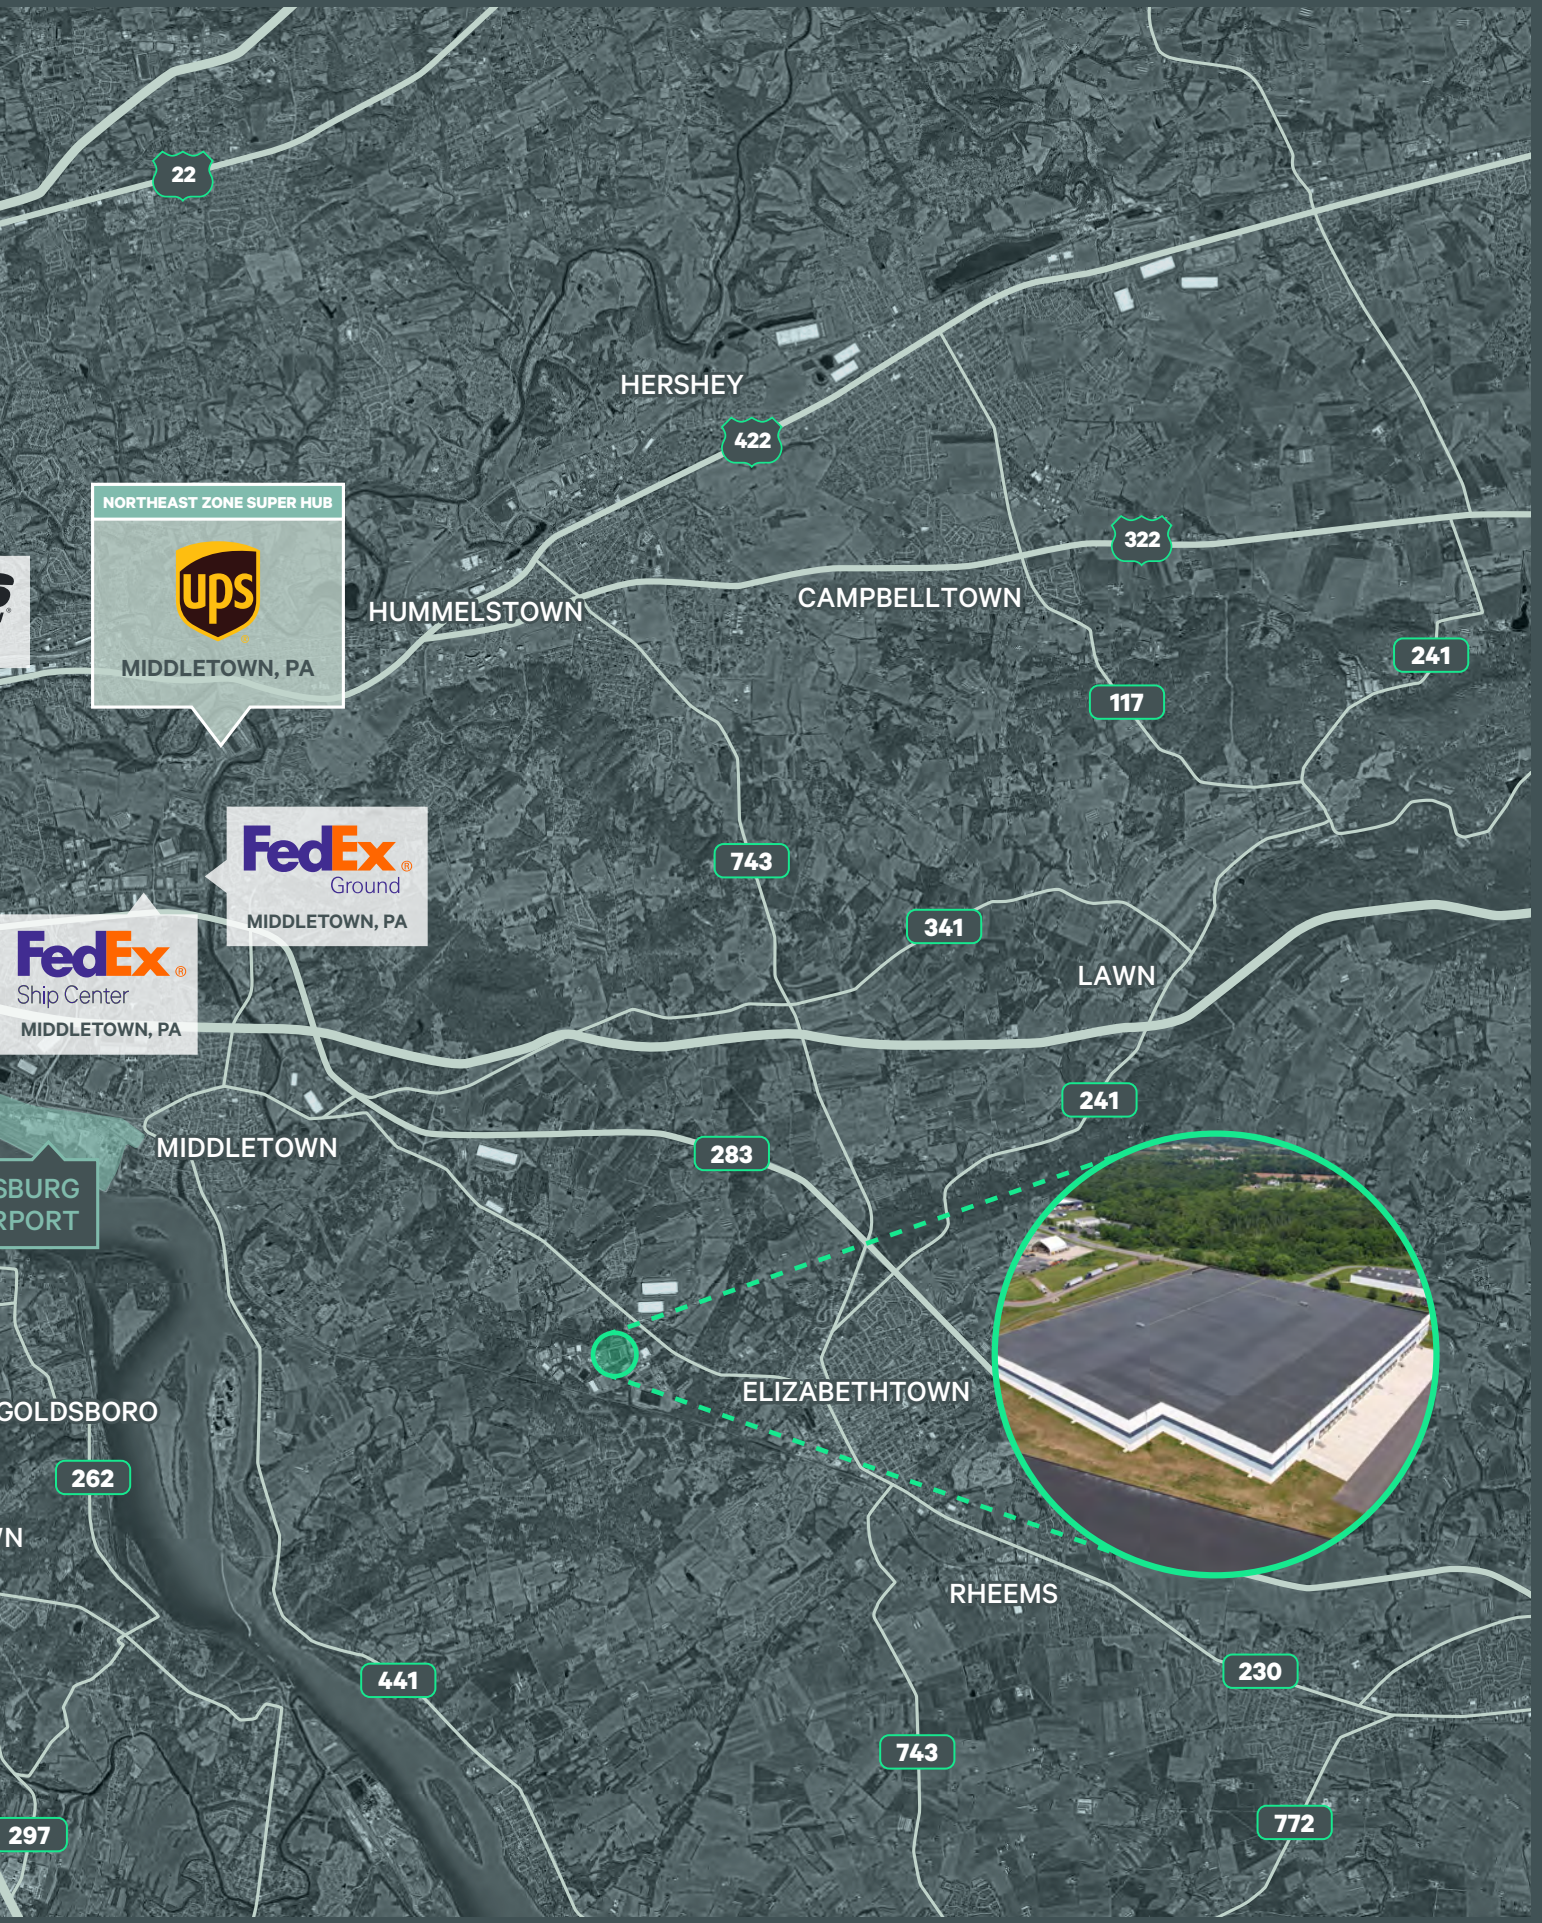 22
HERSHEY
422
NORTHEAST ZONE SUPER HUB
ups
MIDDLETOWN, PA
322
HUMMELSTOWN
CAMPBELLTOWN
241
117
FedEx®
Ground
MIDDLETOWN, PA
743
341
FedEx®
Ship Center
MIDDLETOWN, PA
LAWN
241
MIDDLETOWN
283
SBURG
RPORT
ELIZABETHTOWN
GOLDSBORO
262
WN
RHEEMS
441
230
743
772
297